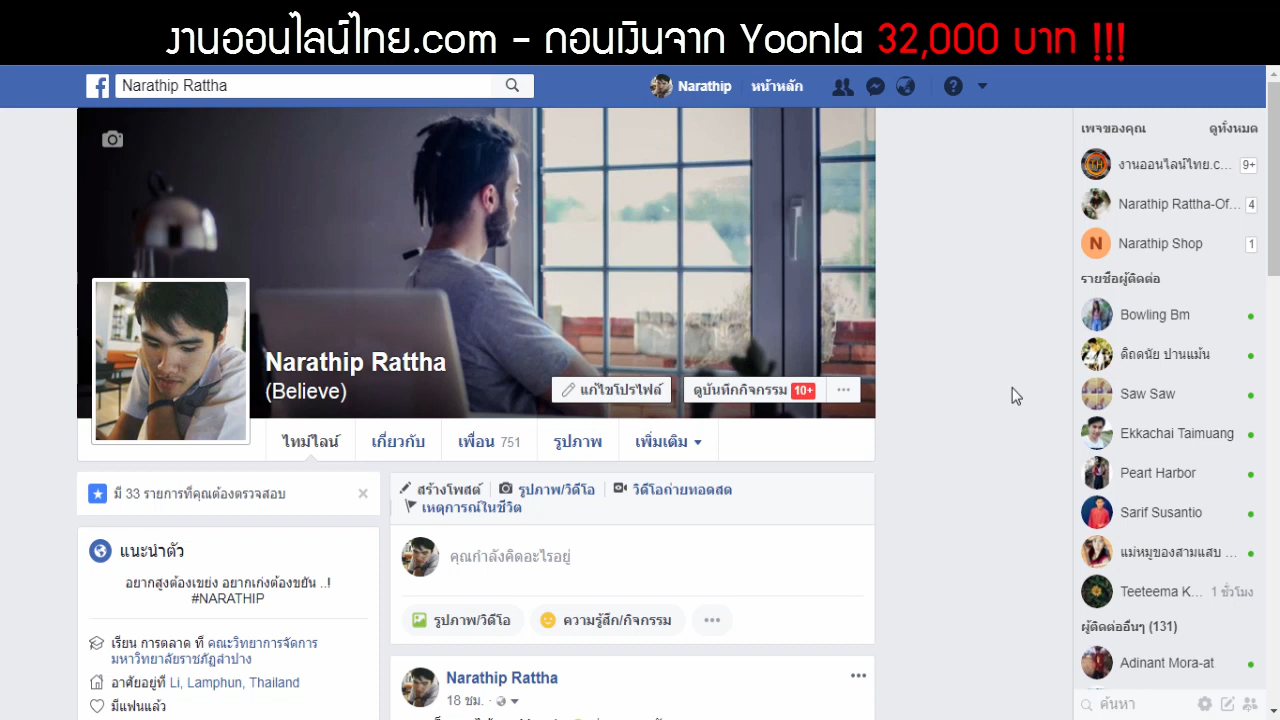 งานออนไลน์ไทย.com - ถอนเงินจาก Yoonla 32,000 บาท !!!
Narathip Rattha
Narathip
หน้าหลัก
Narathip Rattha
(Believe)
แก้ไขโปรไฟล์
ดูบันทึกกิจกรรม 10+
ไทม์ไลน์
เกี่ยวกับ
เพื่อน 751
รูปภาพ
เพิ่มเติม
มี 33 รายการที่คุณต้องตรวจสอบ
แนะนำตัว
อยากสูงต้องเขย่ง อยากเก่งต้องขยัน ..!
#NARATHIP
เรียน การตลาด ที่ คณะวิทยาการจัดการ
มหาวิทยาลัยราชภัฏลำปาง
อาศัยอยู่ที่ Li, Lamphun, Thailand
มีแฟนแล้ว
สร้างโพสต์
รูปภาพ/วิดีโอ
วิดีโอถ่ายทอดสด
เหตุการณ์ในชีวิต
คุณกำลังคิดอะไรอยู่
รูปภาพ/วิดีโอ
ความรู้สึก/กิจกรรม
Narathip Rattha
18 ชม.
เพจของคุณ
ดูทั้งหมด
งานออนไลน์ไทย.c... 9+
Narathip Rattha-Of... 4
N Narathip Shop 1
รายชื่อผู้ติดต่อ
Bowling Bm
ดิถดนัย ปานแม้น
Saw Saw
Ekkachai Taimuang
Peart Harbor
Sarif Susantio
แม่หมูของสามแสบ ...
Teeteema K... 1 ชั่วโมง
ผู้ติดต่ออื่นๆ (131)
Adinant Mora-at
ค้นหา